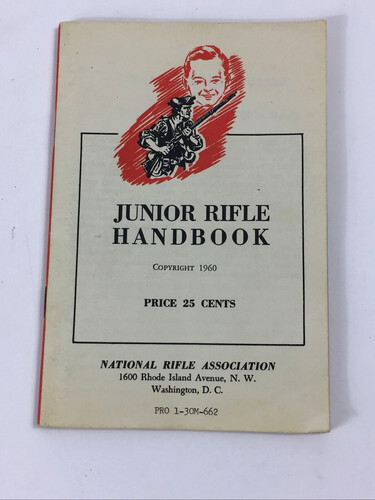 JUNIOR RIFLE
HANDBOOK
COPYRIGHT 1960
PRICE 25 CENTS
NATIONAL RIFLE ASSOCIATION
1600 Rhode Island Avenue, N. W.
Washington, D. C.
PRO 1-30M-662